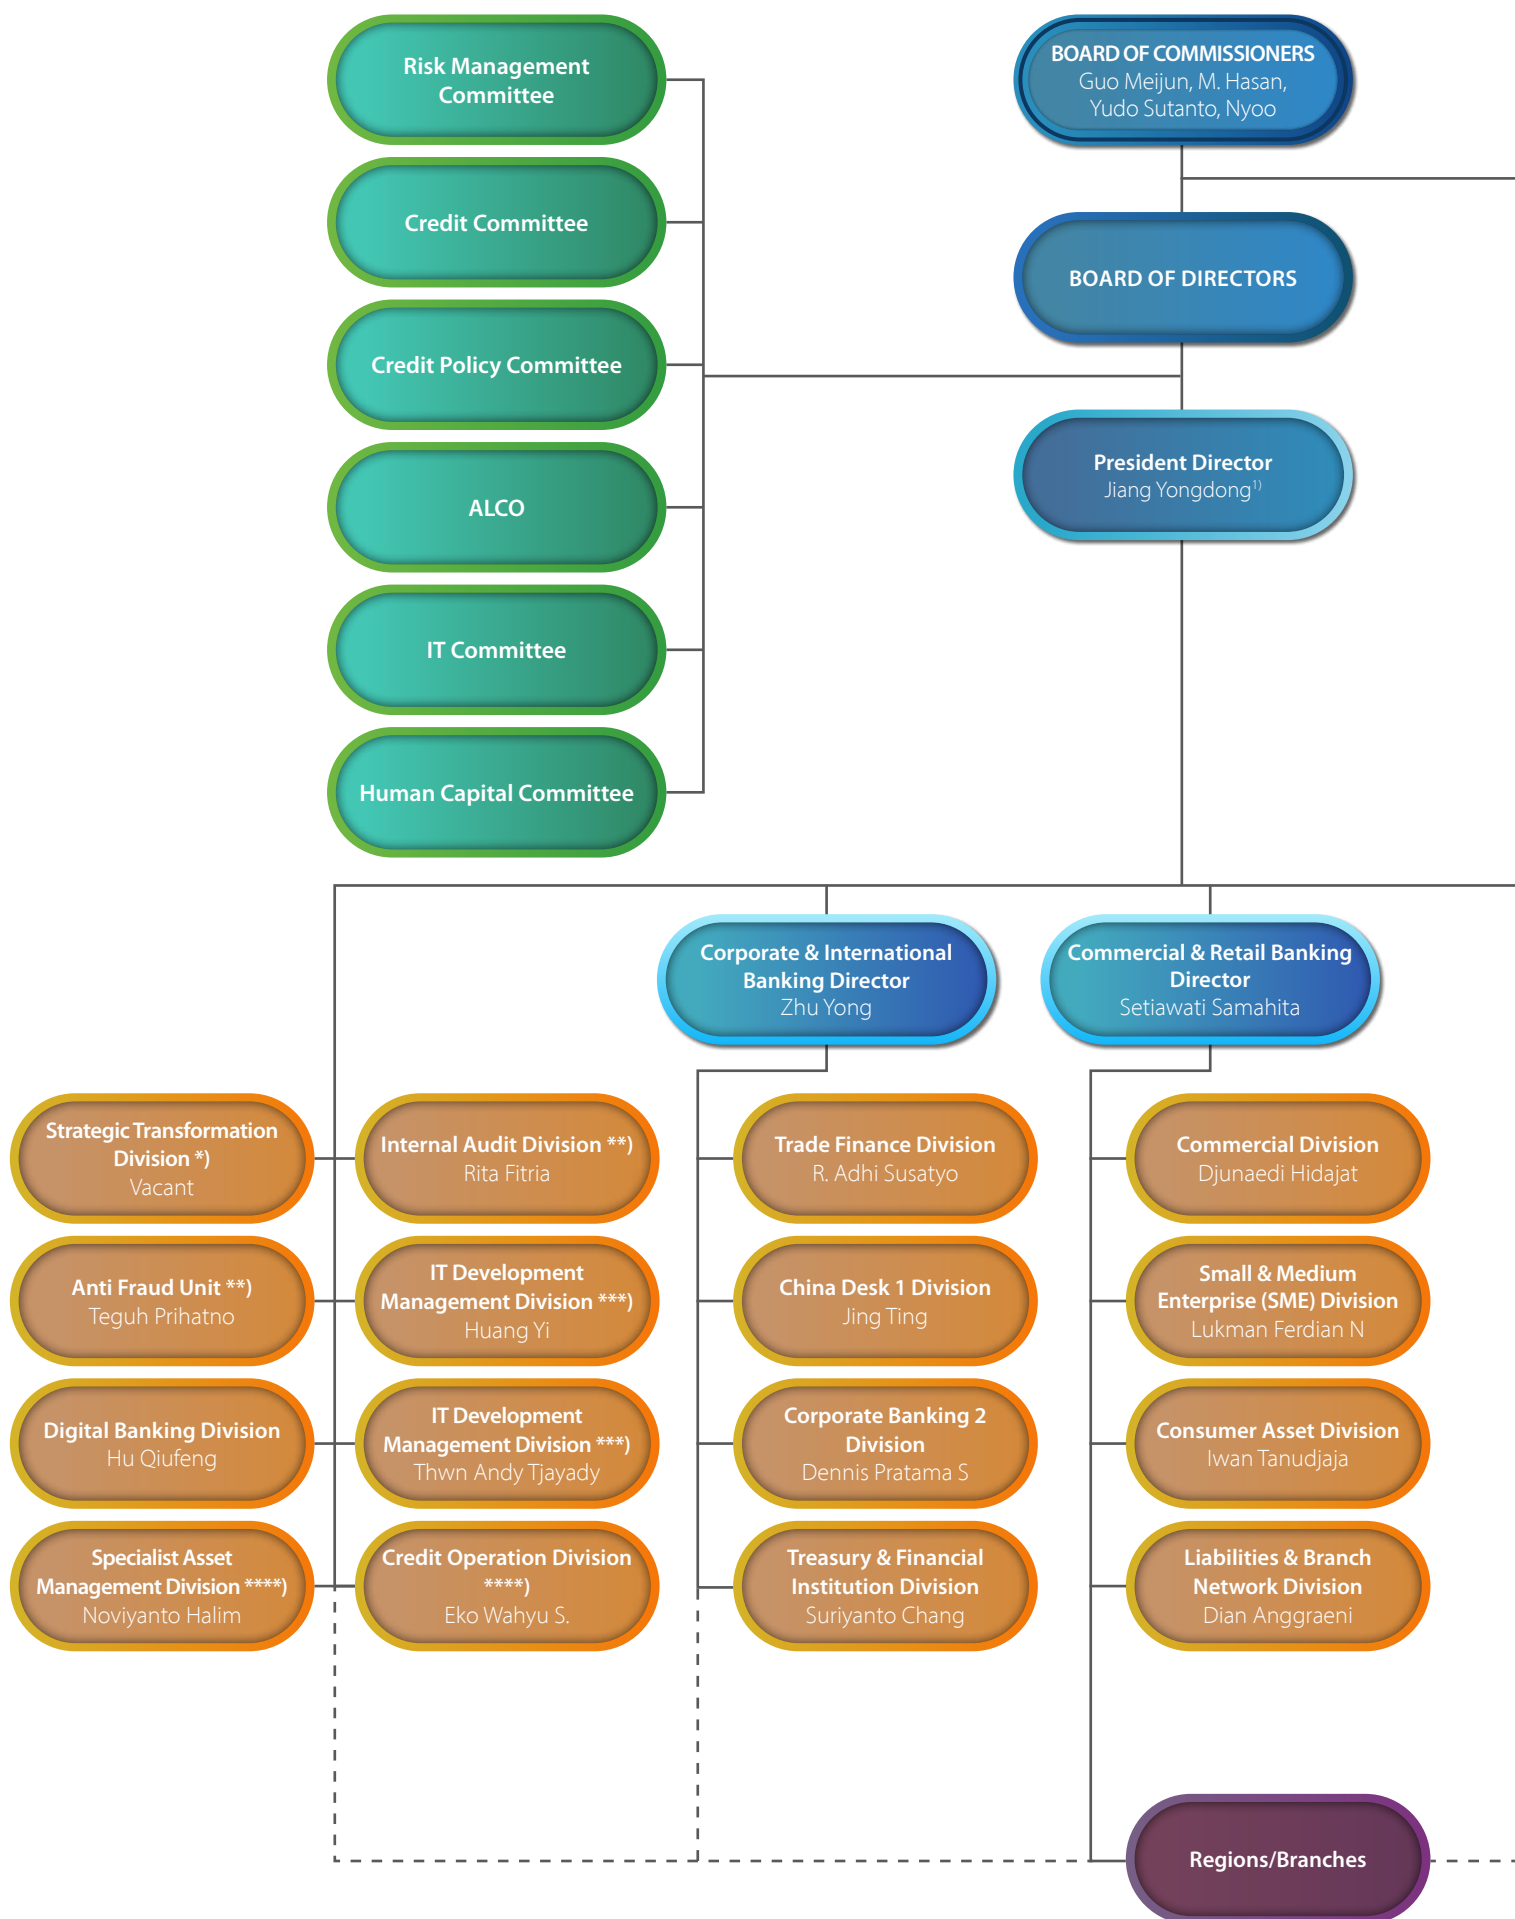 BOARD OF COMMISSIONERS
Guo Meijun, M. Hasan,
Yudo Sutanto, Nyoo
Risk Management
Committee
Credit Committee
BOARD OF DIRECTORS
Credit Policy Committee
President Director
Jiang Yongdong¹⁾
ALCO
IT Committee
Human Capital Committee
Corporate & International
Banking Director
Zhu Yong
Commercial & Retail Banking
Director
Setiawati Samahita
Strategic Transformation
Division *)
Vacant
Internal Audit Division **)
Rita Fitria
Trade Finance Division
R. Adhi Susatyo
Commercial Division
Djunaedi Hidajat
Anti Fraud Unit **)
Teguh Prihatno
IT Development
Management Division ***)
Huang Yi
China Desk 1 Division
Jing Ting
Small & Medium
Enterprise (SME) Division
Lukman Ferdian N
Digital Banking Division
Hu Qiufeng
IT Development
Management Division ***)
Thwn Andy Tjayady
Corporate Banking 2
Division
Dennis Pratama S
Consumer Asset Division
Iwan Tanudjaja
Specialist Asset
Management Division ****)
Noviyanto Halim
Credit Operation Division
****)
Eko Wahyu S.
Treasury & Financial
Institution Division
Suriyanto Chang
Liabilities & Branch
Network Division
Dian Anggraeni
Regions/Branches